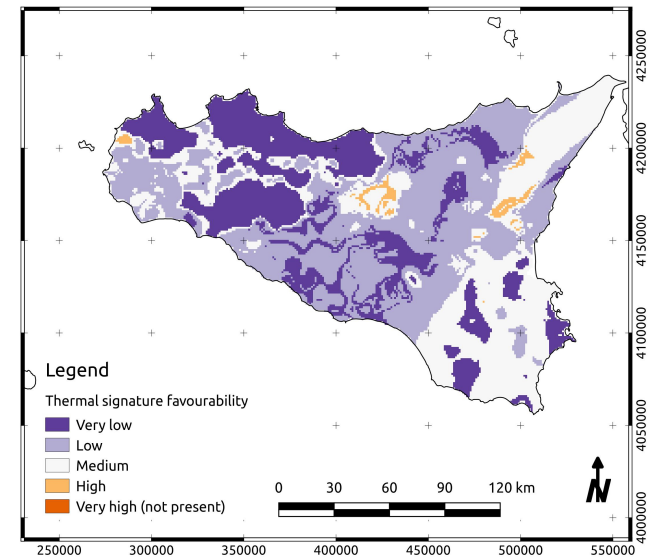 4250000
4200000
4150000
4100000
4050000
4000000
Legend
Thermal signature favourability
Very low
Low
Medium
High
Very high (not present)
0 30 60 90 120 km
N
250000 300000 350000 400000 450000 500000 550000